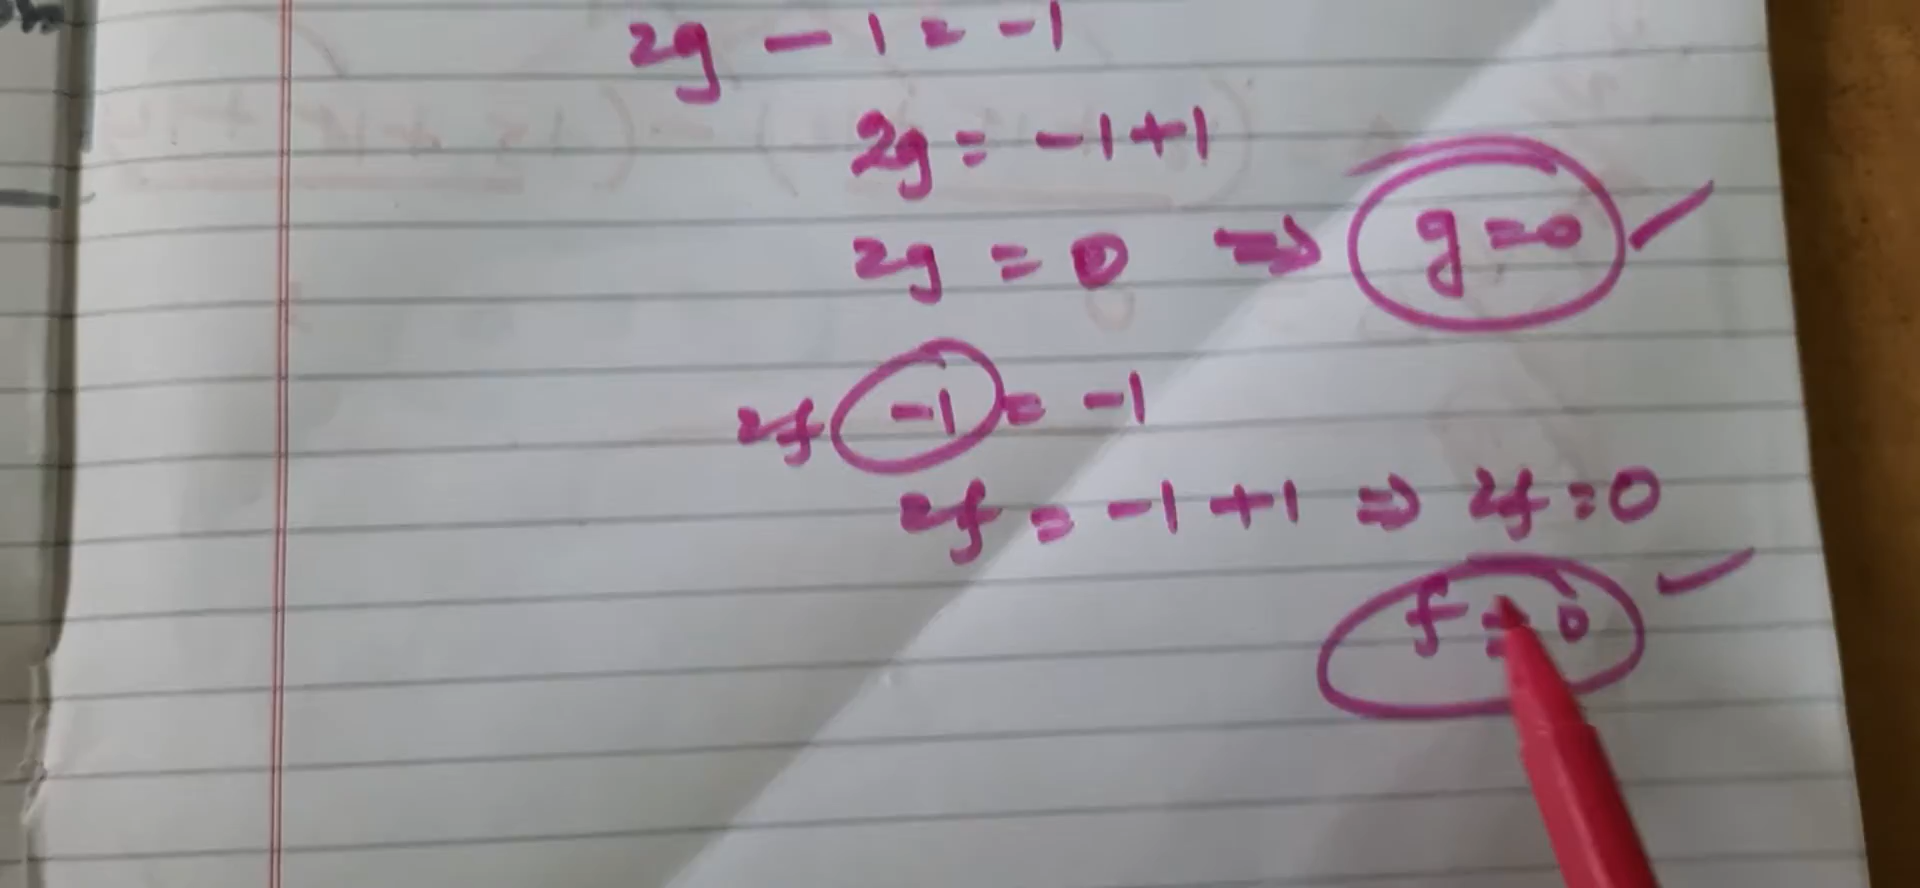 2g - 1 = -1
2g = -1+1
2g = 0 ⇒ g=0 ✓
2f -1 = -1
2f = -1 +1 ⇒ 2f=0
f = 0 ✓